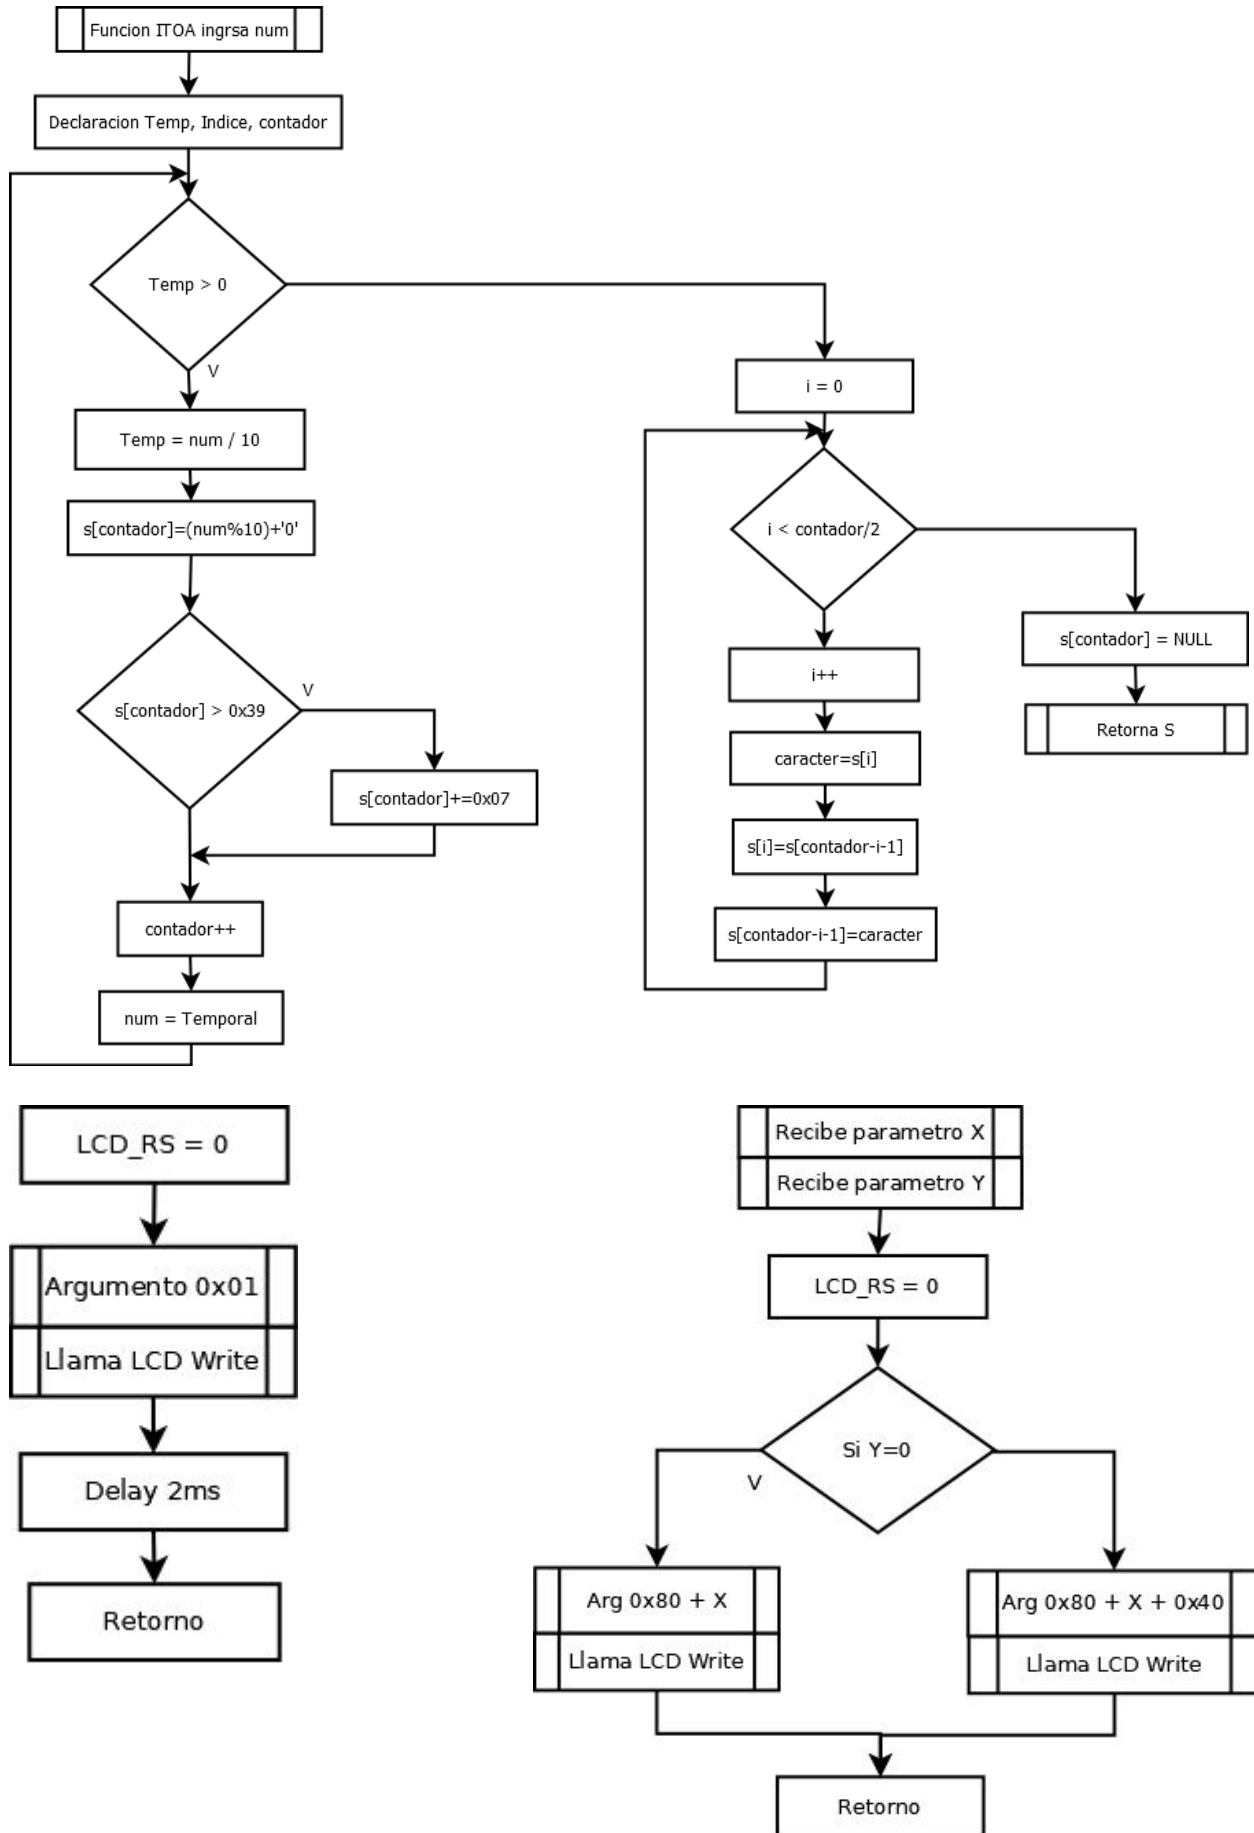 Funcion ITOA ingrsa num
Declaracion Temp, Indice, contador
Temp > 0
V
Temp = num / 10
s[contador]=(num%10)+'0'
s[contador] > 0x39
V
s[contador]+=0x07
contador++
num = Temporal
i = 0
i < contador/2
i++
caracter=s[i]
s[i]=s[contador-i-1]
s[contador-i-1]=caracter
s[contador] = NULL
Retorna S
LCD_RS = 0
Argumento 0x01
Llama LCD Write
Delay 2ms
Retorno
Recibe parametro X
Recibe parametro Y
LCD_RS = 0
Si Y=0
V
Arg 0x80 + X
Llama LCD Write
Arg 0x80 + X + 0x40
Llama LCD Write
Retorno